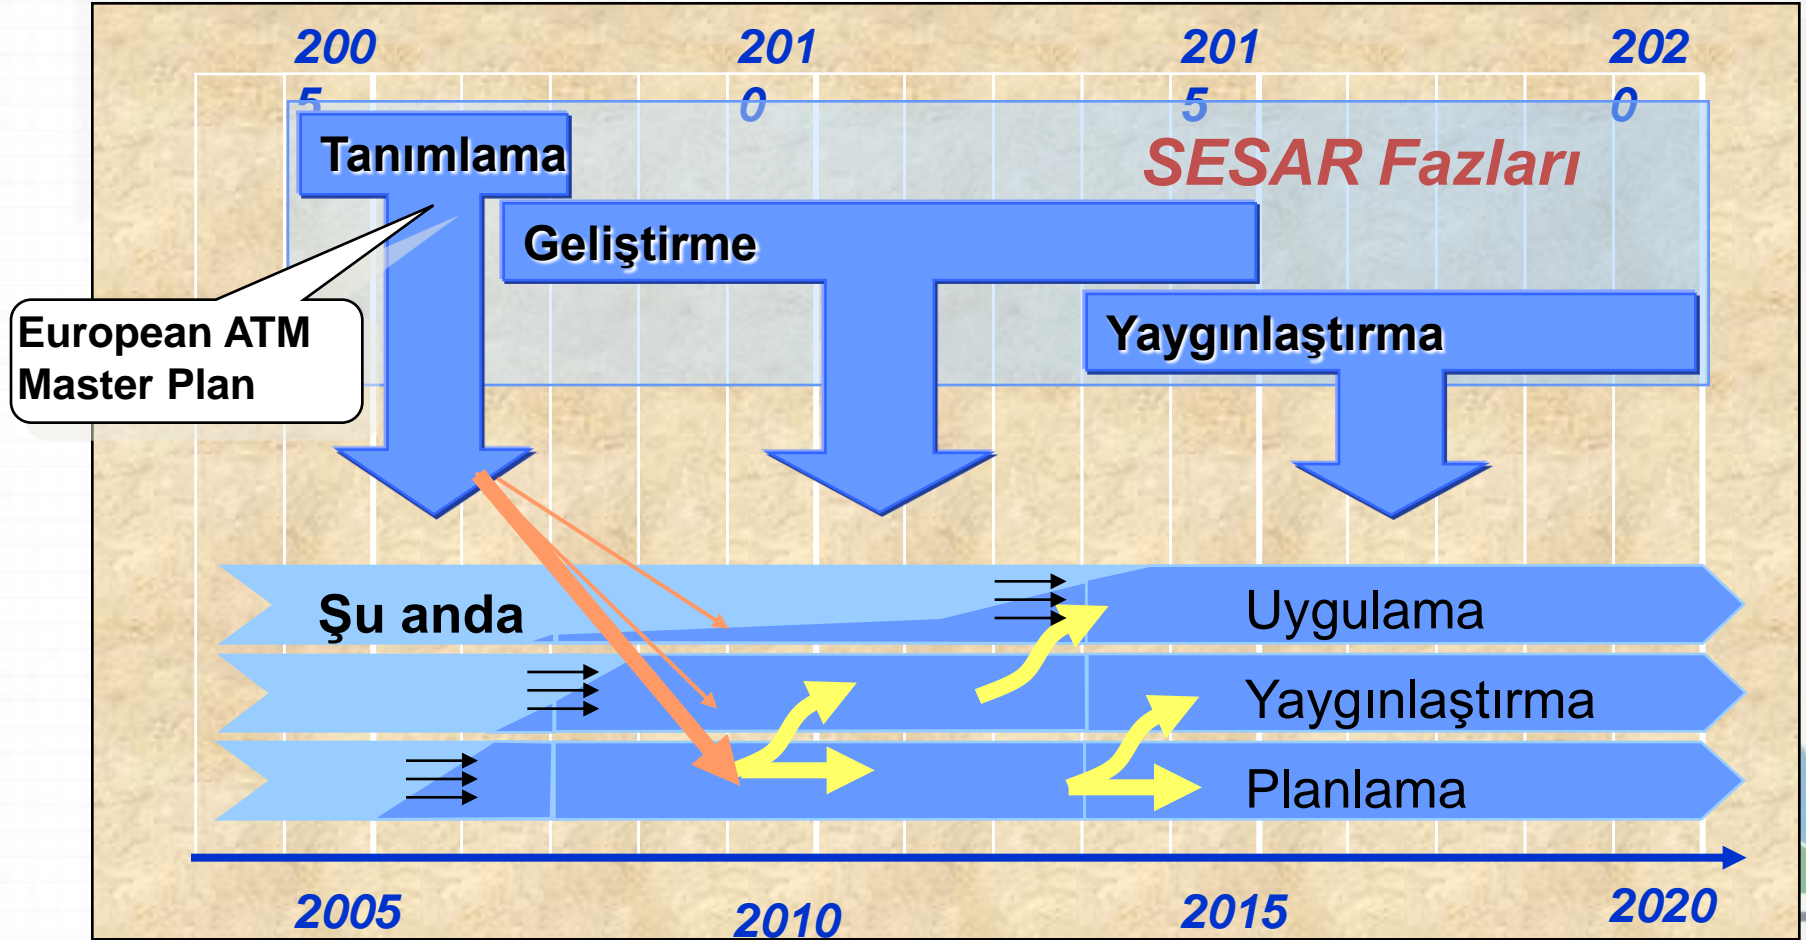 200
5
201
0
201
5
202
0
Tanımlama
SESAR Fazları
Geliştirme
European ATM
Master Plan
Yaygınlaştırma
Şu anda
Uygulama
Yaygınlaştırma
Planlama
2005
2010
2015
2020